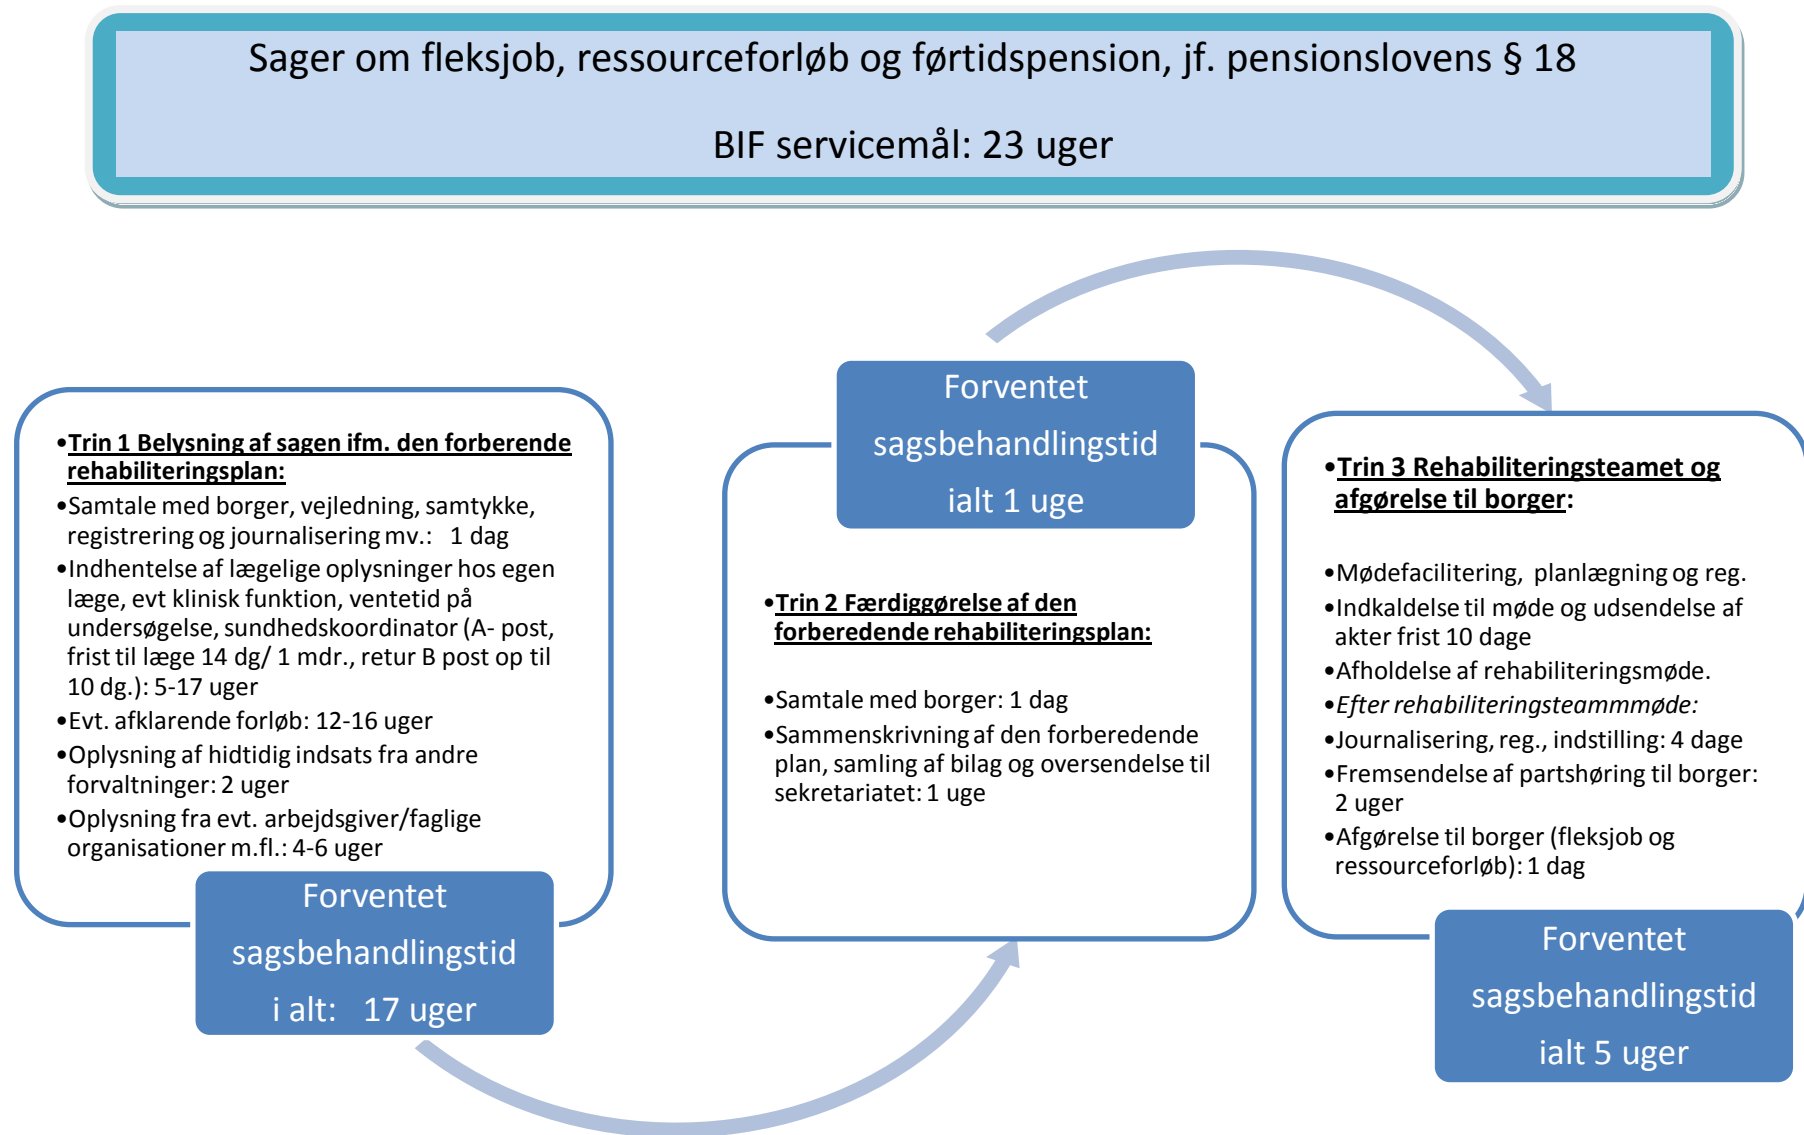 Sager om fleksjob, ressourceforløb og førtidspension, jf. pensionslovens § 18
BIF servicemål: 23 uger
•Trin 1 Belysning af sagen ifm. den forberende
rehabiliteringsplan:
•Samtale med borger, vejledning, samtykke,
registrering og journalisering mv.: 1 dag
•Indhentelse af lægelige oplysninger hos egen
læge, evt klinisk funktion, ventetid på
undersøgelse, sundhedskoordinator (A- post,
frist til læge 14 dg/ 1 mdr., retur B post op til
10 dg.): 5-17 uger
•Evt. afklarende forløb: 12-16 uger
•Oplysning af hidtidig indsats fra andre
forvaltninger: 2 uger
•Oplysning fra evt. arbejdsgiver/faglige
organisationer m.fl.: 4-6 uger
Forventet
sagsbehandlingstid
i alt: 17 uger
Forventet
sagsbehandlingstid
ialt 1 uge
•Trin 2 Færdiggørelse af den
forberedende rehabiliteringsplan:
•Samtale med borger: 1 dag
•Sammenskrivning af den forberedende
plan, samling af bilag og oversendelse til
sekretariatet: 1 uge
•Trin 3 Rehabiliteringsteamet og
afgørelse til borger:
•Mødefacilitering, planlægning og reg.
•Indkaldelse til møde og udsendelse af
akter frist 10 dage
•Afholdelse af rehabiliteringsmøde.
•Efter rehabiliteringsteammmøde:
•Journalisering, reg., indstilling: 4 dage
•Fremsendelse af partshøring til borger:
2 uger
•Afgørelse til borger (fleksjob og
ressourceforløb): 1 dag
Forventet
sagsbehandlingstid
ialt 5 uger